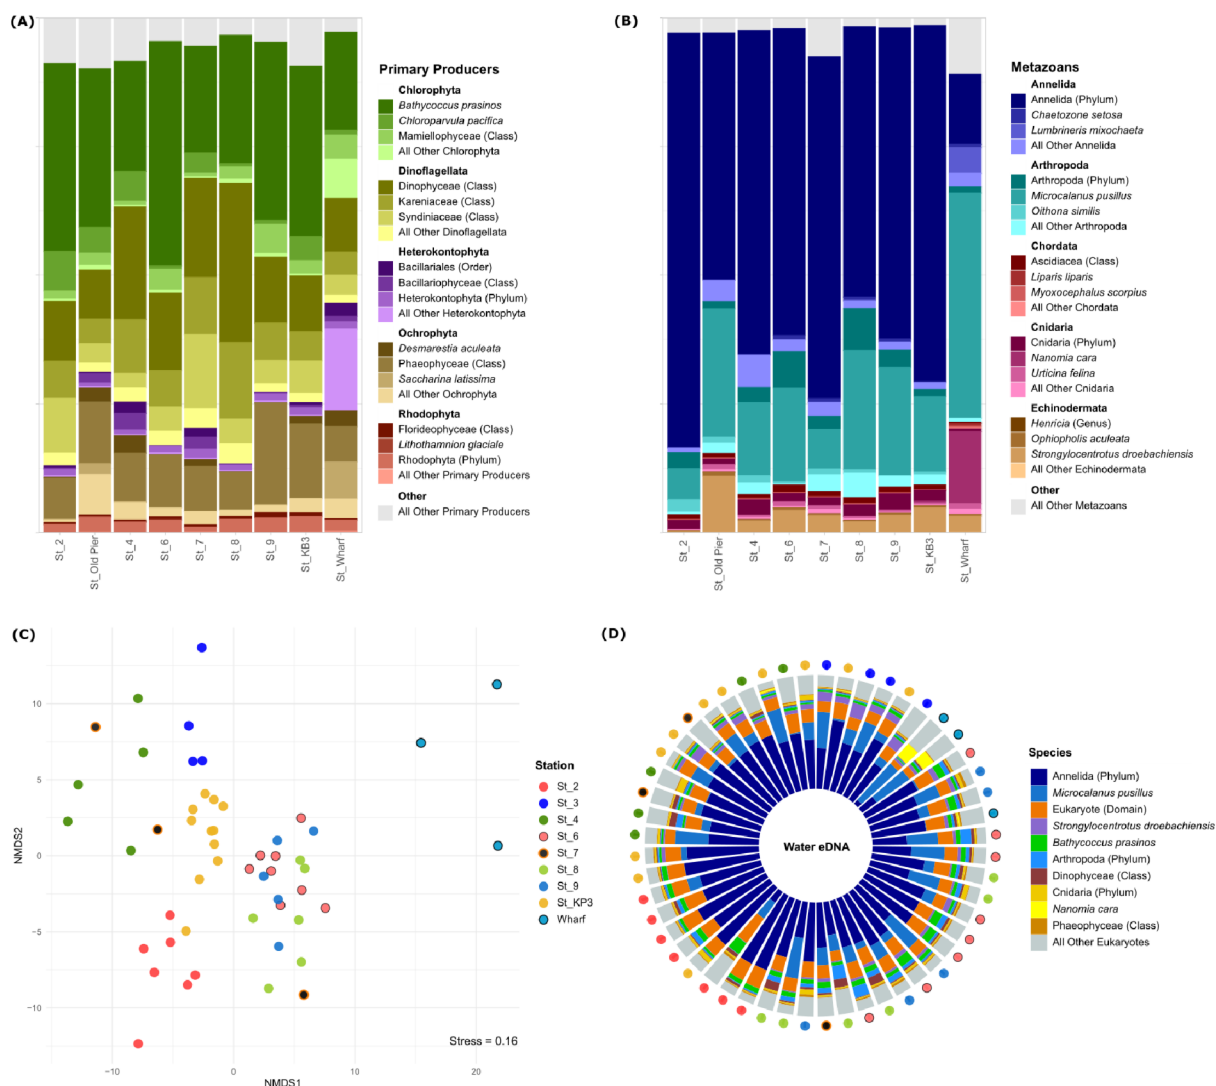 (A)
Primary Producers
Chlorophyta
Bathycoccus prasinos
Chloroparvula pacifica
Mamiellophyceae (Class)
All Other Chlorophyta
Dinoflagellata
Dinophyceae (Class)
Kareniaceae (Class)
Syndiniaceae (Class)
All Other Dinoflagellata
Heterokontophyta
Bacillariales (Order)
Bacillariophyceae (Class)
Heterokontophyta (Phylum)
All Other Heterokontophyta
Ochrophyta
Desmarestia aculeata
Phaeophyceae (Class)
Saccharina latissima
All Other Ochrophyta
Rhodophyta
Florideophyceae (Class)
Lithothamnion glaciale
Rhodophyta (Phylum)
All Other Primary Producers
Other
All Other Primary Producers
St_2
St_Old Pier
St_4
St_6
St_7
St_8
St_9
St_KB3
St_Wharf
(B)
Metazoans
Annelida
Annelida (Phylum)
Chaetozone setosa
Lumbrineris mixochaeta
All Other Annelida
Arthropoda
Arthropoda (Phylum)
Microcalanus pusillus
Oithona similis
All Other Arthropoda
Chordata
Ascidiacea (Class)
Liparis liparis
Myoxocephalus scorpius
All Other Chordata
Cnidaria
Cnidaria (Phylum)
Nanomia cara
Urticina felina
All Other Cnidaria
Echinodermata
Henricia (Genus)
Ophiopholis aculeata
Strongylocentrotus droebachiensis
All Other Echinodermata
Other
All Other Metazoans
St_2
St_Old Pier
St_4
St_6
St_7
St_8
St_9
St_KB3
St_Wharf
(C)
NMDS2
10
5
0
−5
−10
−10
0
10
20
NMDS1
Stress = 0.16
Station
St_2
St_3
St_4
St_6
St_7
St_8
St_9
St_KP3
Wharf
(D)
Water eDNA
Species
Annelida (Phylum)
Microcalanus pusillus
Eukaryote (Domain)
Strongylocentrotus droebachiensis
Bathycoccus prasinos
Arthropoda (Phylum)
Dinophyceae (Class)
Cnidaria (Phylum)
Nanomia cara
Phaeophyceae (Class)
All Other Eukaryotes